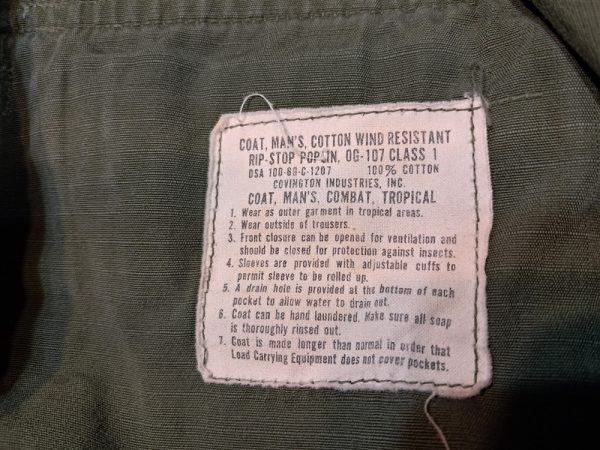 COAT, MAN'S, COTTON WIND RESISTANT
RIP-STOP POPLIN, OG-107 CLASS 1
DSA 100-69-C-1207 100% COTTON
COVINGTON INDUSTRIES, INC.
COAT, MAN'S, COMBAT, TROPICAL
1. Wear as outer garment in tropical areas.
2. Wear outside of trousers.
3. Front closure can be opened for ventilation and
should be closed for protection against insects.
4. Sleeves are provided with adjustable cuffs to
permit sleeve to be rolled up.
5. A drain hole is provided at the bottom of each
pocket to allow water to drain out.
6. Coat can be hand laundered. Make sure all soap
is thoroughly rinsed out.
7. Coat is made longer than normal in order that
Load Carrying Equipment does not cover pockets.